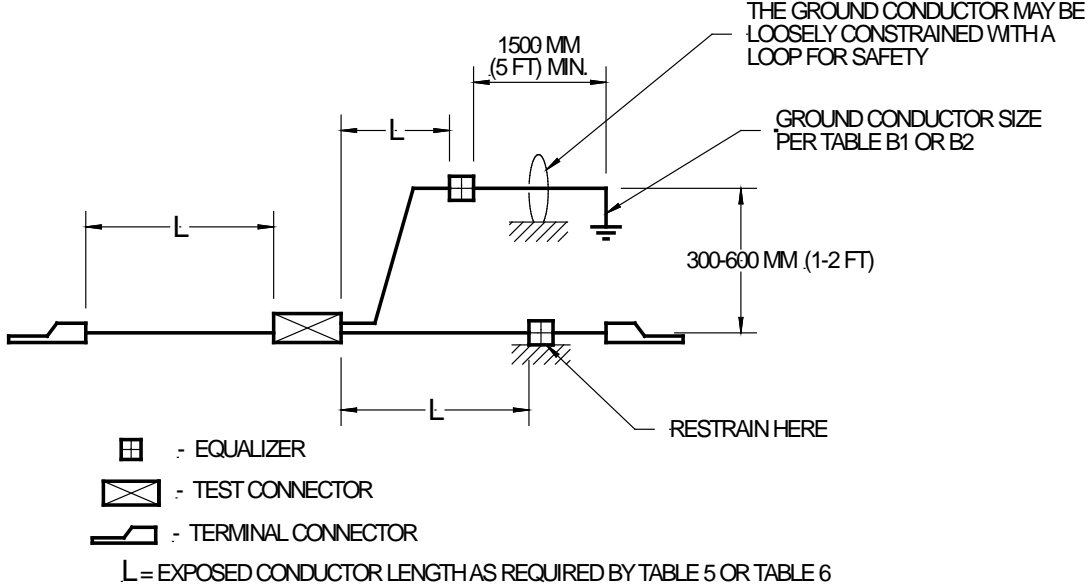 THE GROUND CONDUCTOR MAY BE
LOOSELY CONSTRAINED WITH A
LOOP FOR SAFETY
1500 MM
(5 FT) MIN.
GROUND CONDUCTOR SIZE
PER TABLE B1 OR B2
L
L
300-600 MM (1-2 FT)
L
RESTRAIN HERE
- EQUALIZER
- TEST CONNECTOR
- TERMINAL CONNECTOR
L = EXPOSED CONDUCTOR LENGTH AS REQUIRED BY TABLE 5 OR TABLE 6